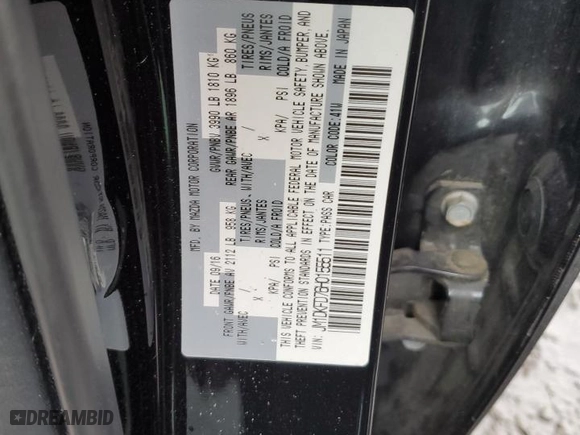 MFD. BY MAZDA MOTOR CORPORATION
DATE 09/16 GVWR/PNBV 3990 LB 1810 KG
FRONT GAWR/PNBE AV 2112 LB 958 KG REAR GAWR/PNBE AR 1896 LB 860 KG
WITH/AVEC TIRES/PNEUS WITH/AVEC TIRES/PNEUS
X RIMS/JANTES X RIMS/JANTES
KPA/ PSI COLD/A FROID KPA/ PSI COLD/A FROID
THIS VEHICLE CONFORMS TO ALL APPLICABLE FEDERAL MOTOR VEHICLE SAFETY, BUMPER, AND
THEFT PREVENTION STANDARDS IN EFFECT ON THE DATE OF MANUFACTURE SHOWN ABOVE.
VIN: TYPE:PASS CAR COLOR CODE:41W MADE IN JAPAN
DREAMBID